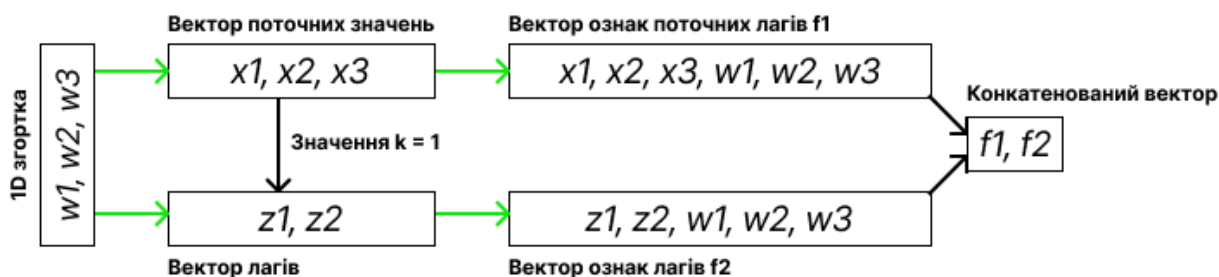 Вектор поточних значень
Вектор ознак поточних лагів f1
1D згортка
w1, w2, w3
x1, x2, x3
x1, x2, x3, w1, w2, w3
Конкатенований вектор
Значення k = 1
f1, f2
z1, z2
z1, z2, w1, w2, w3
Вектор лагів
Вектор ознак лагів f2